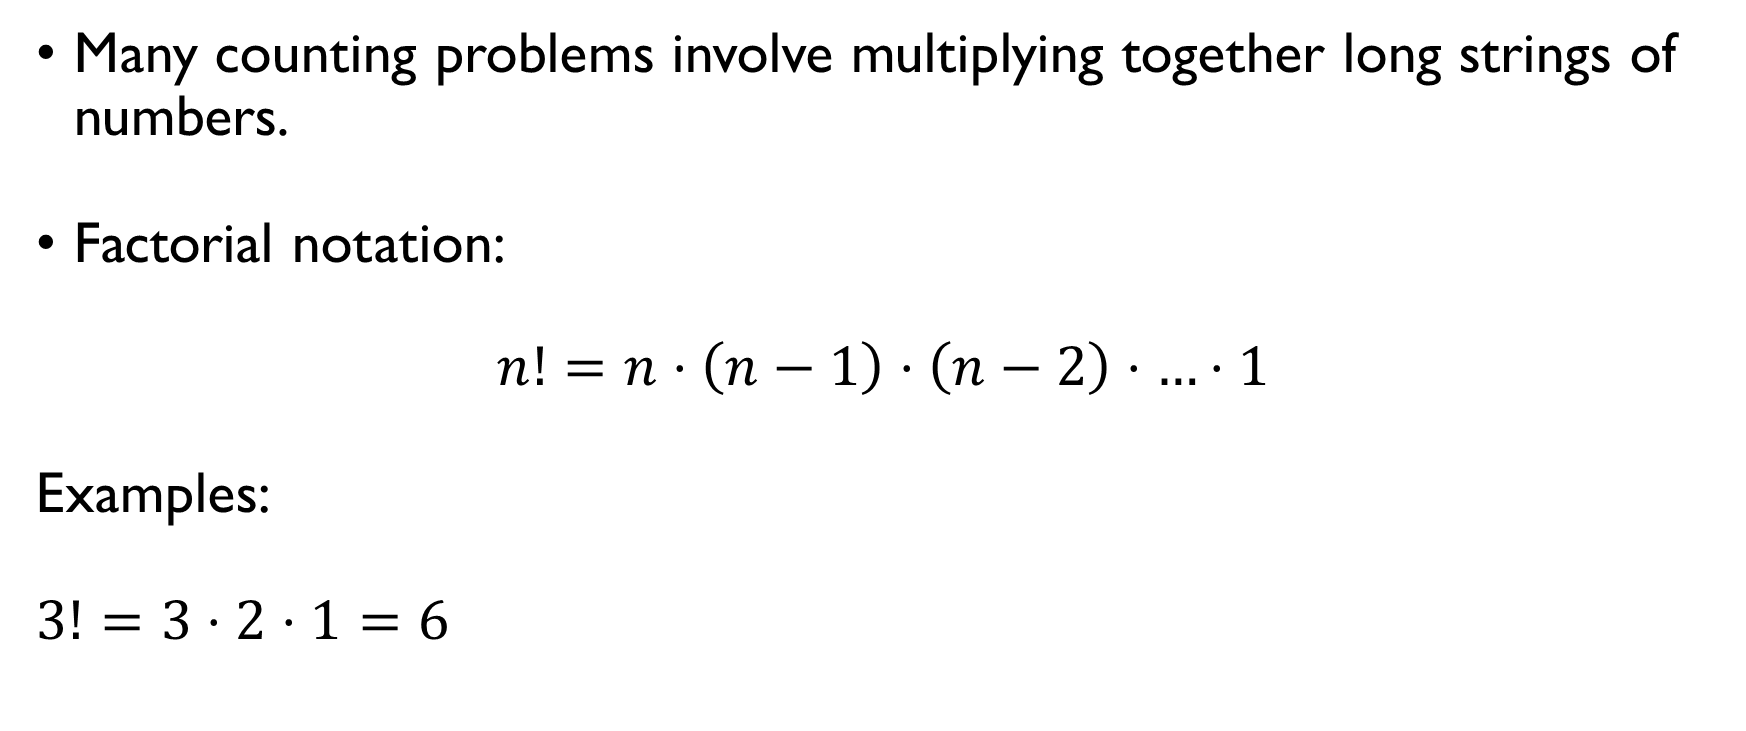 • Many counting problems involve multiplying together long strings of
numbers.
• Factorial notation:
n! = n · (n − 1) · (n − 2) · … · 1
Examples:
3! = 3 · 2 · 1 = 6